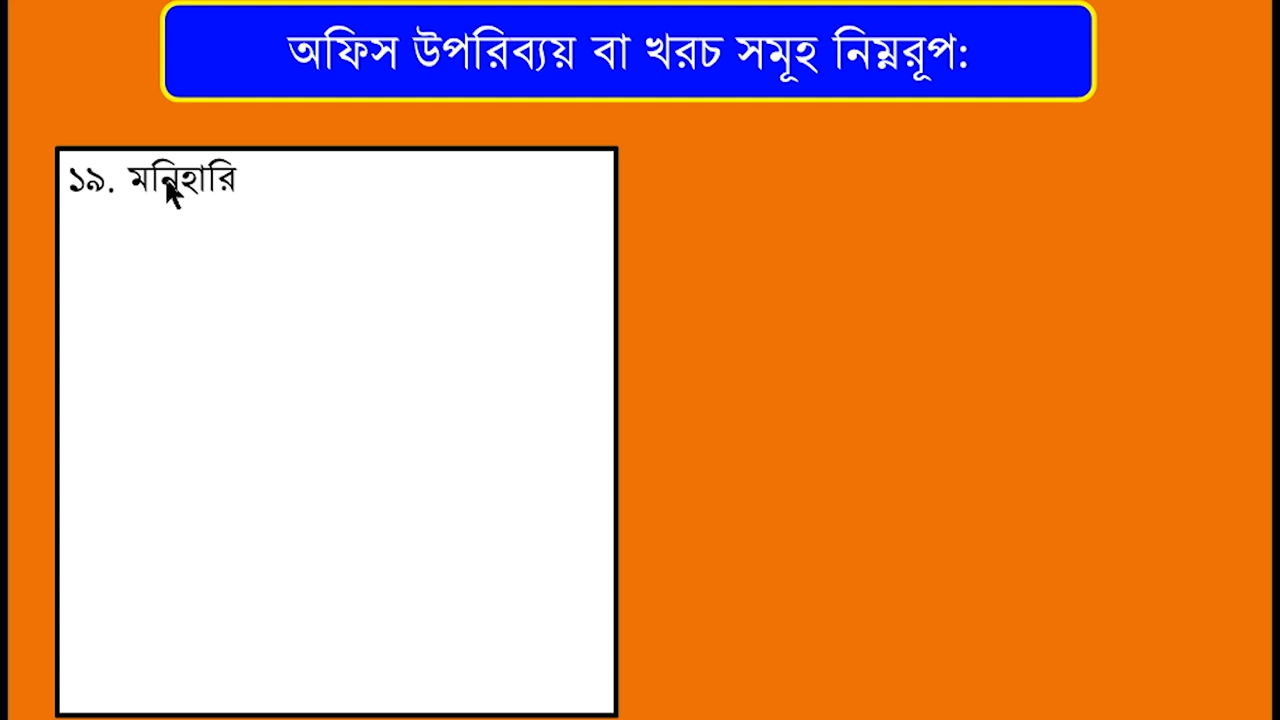 অফিস উপরিব্যয় বা খরচ সমূহ নিম্নরূপ:
১৯. মনিহারি